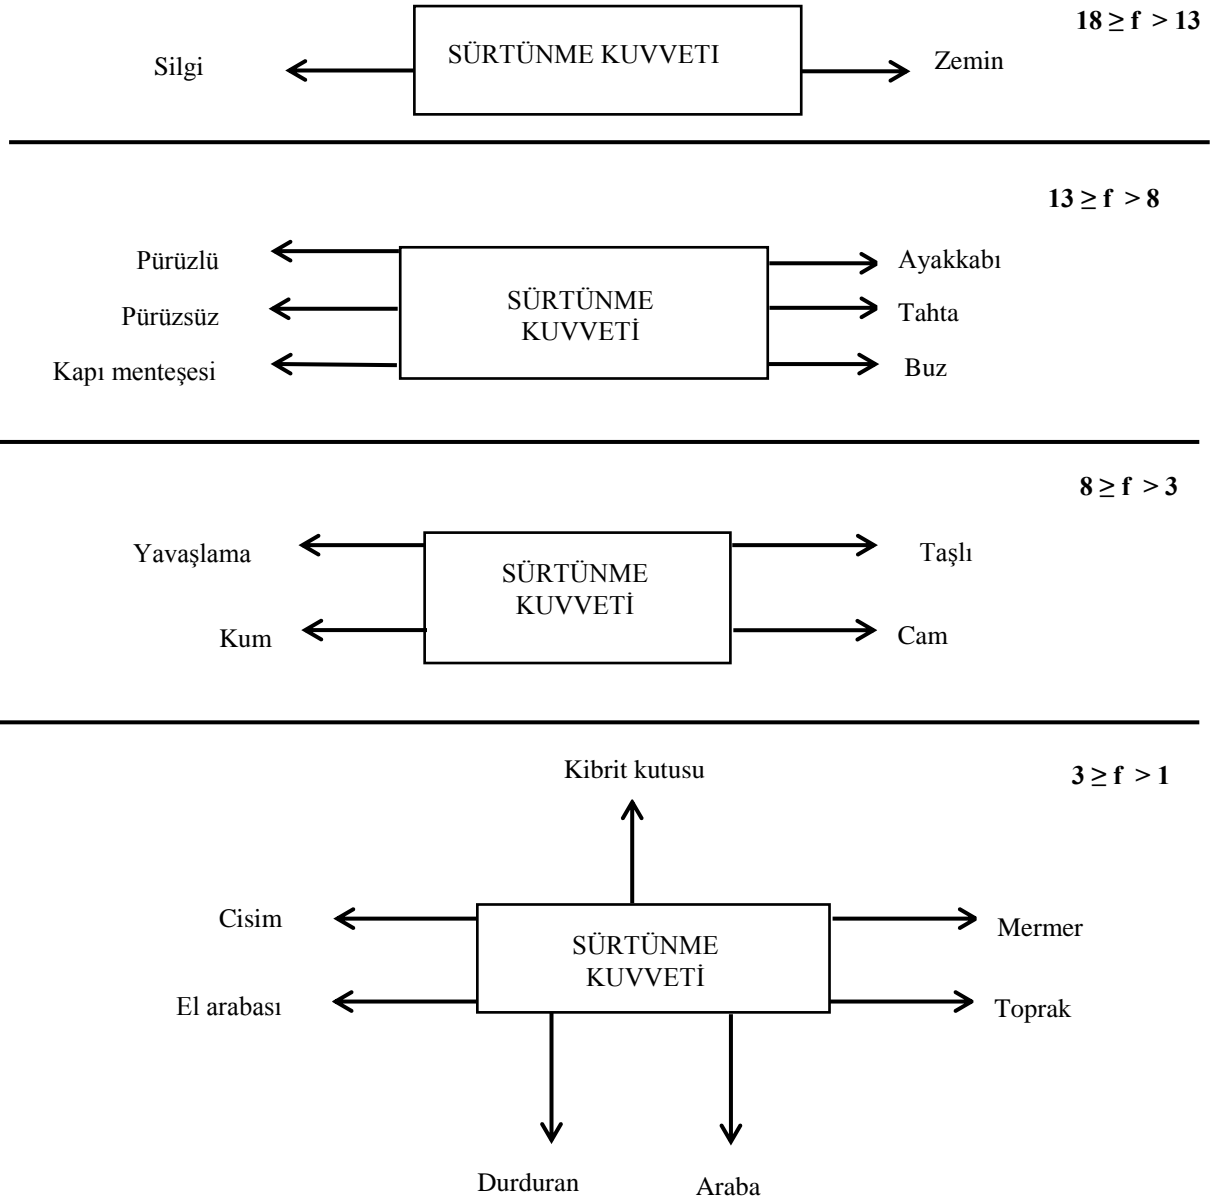 18 ≥ f > 13
SÜRTÜNME KUVVETI
Silgi
Zemin
13 ≥ f > 8
Pürüzlü
Ayakkabı
SÜRTÜNME
KUVVETİ
Pürüzsüz
Tahta
Kapı menteşesi
Buz
8 ≥ f > 3
Yavaşlama
Taşlı
SÜRTÜNME
KUVVETİ
Kum
Cam
Kibrit kutusu
3 ≥ f > 1
Cisim
Mermer
SÜRTÜNME
KUVVETİ
El arabası
Toprak
Durduran
Araba